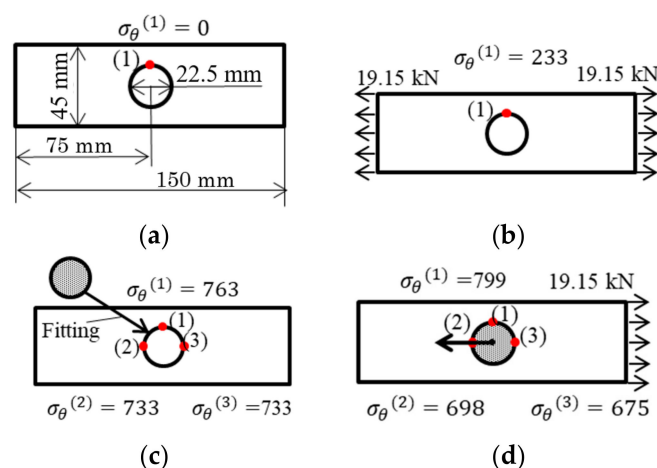 σθ⁽¹⁾ = 0
(1)
22.5 mm
45 mm
75 mm
150 mm
(a)
σθ⁽¹⁾ = 233
19.15 kN
19.15 kN
(1)
(b)
σθ⁽¹⁾ = 763
Fitting
(1)
(2)
(3)
σθ⁽²⁾ = 733
σθ⁽³⁾ =733
(c)
σθ⁽¹⁾ =799
19.15 kN
(1)
(2)
(3)
σθ⁽²⁾ = 698
σθ⁽³⁾ = 675
(d)